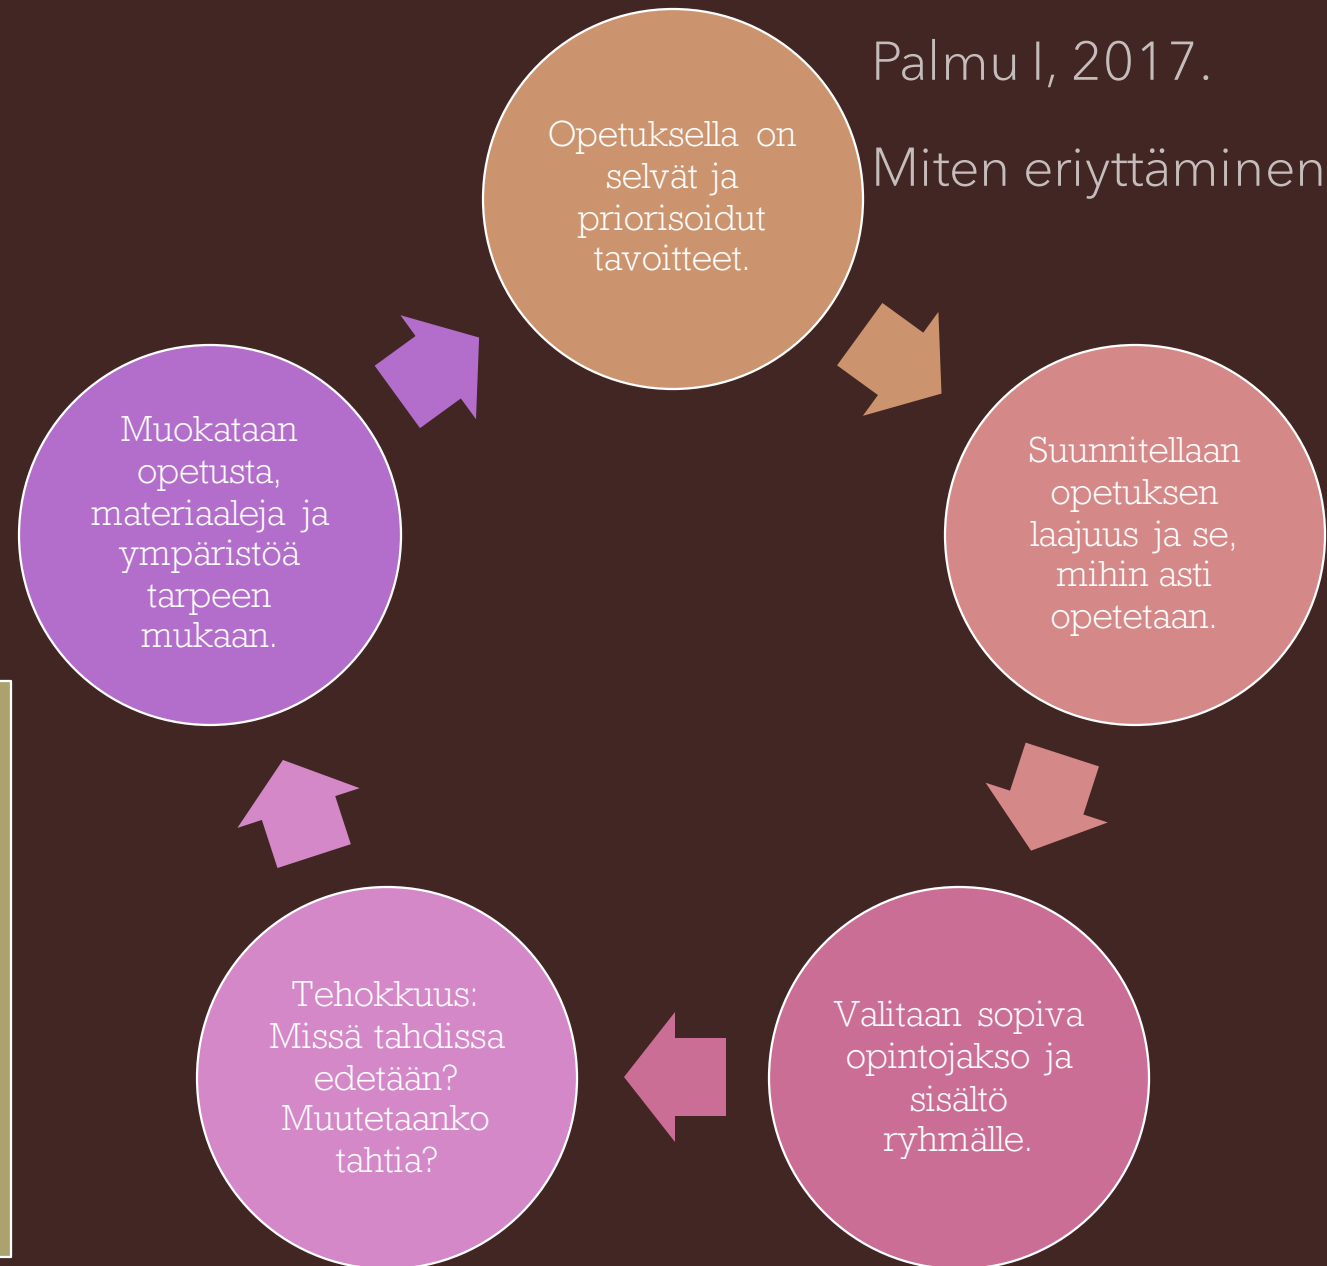 Palmu I, 2017.
Miten eriyttäminen
Opetuksella on
selvät ja
priorisoidut
tavoitteet.
Suunnitellaan
opetuksen
laajuus ja se,
mihin asti
opetetaan.
Valitaan sopiva
opintojakso ja
sisältö
ryhmälle.
Tehokkuus:
Missä tahdissa
edetään?
Muutetaanko
tahtia?
Muokataan
opetusta,
materiaaleja ja
ympäristöä
tarpeen
mukaan.